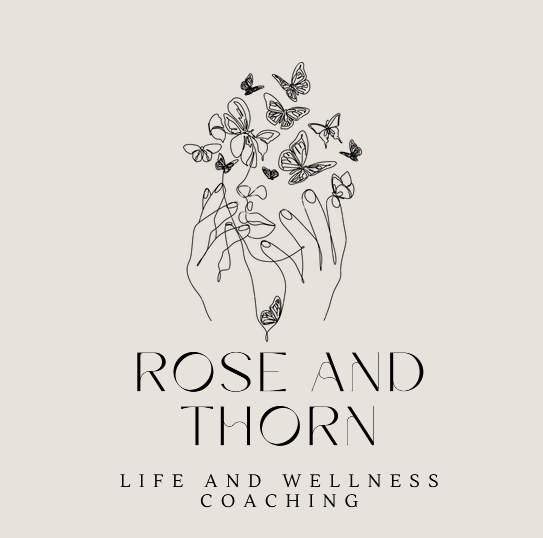 ROSE AND
THORN
LIFE AND WELLNESS
COACHING